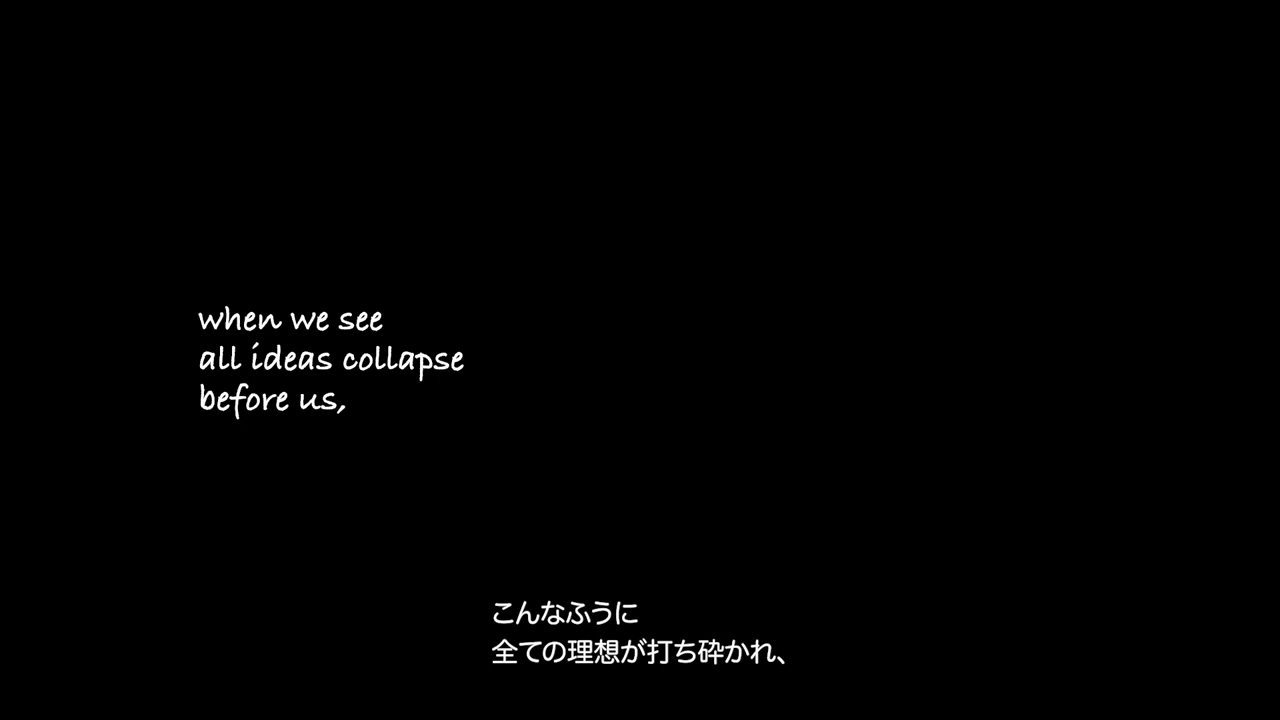 when we see
all ideas collapse
before us,
こんなふうに
全ての理想が打ち砕かれ、